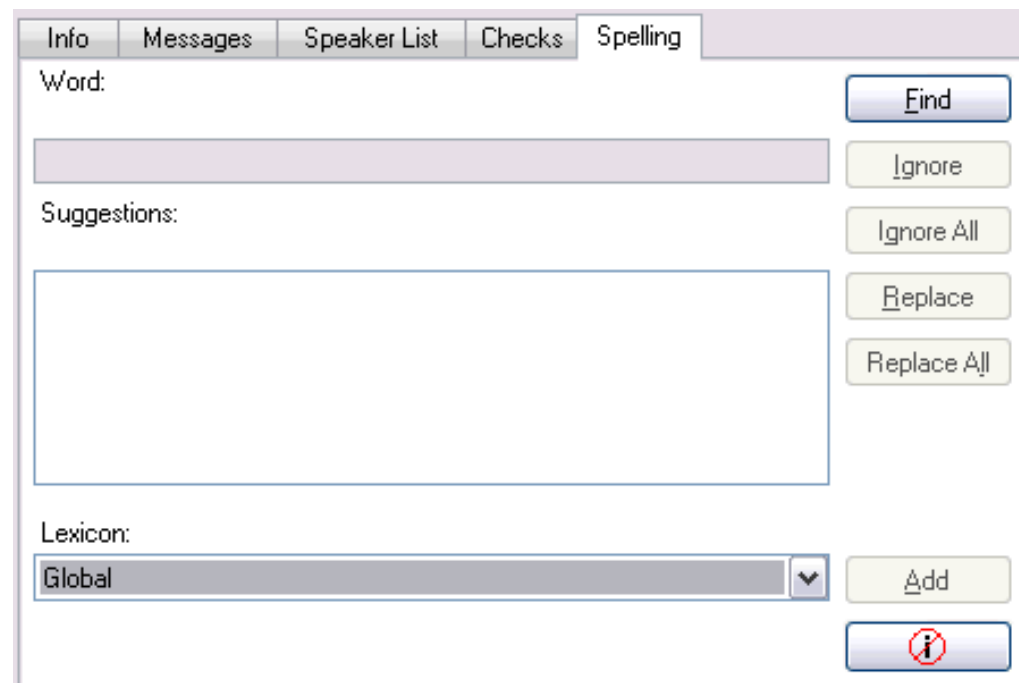 Info Messages Speaker List Checks Spelling
Word:
Find
Ignore
Suggestions:
Ignore All
Replace
Replace All
Lexicon:
Global
Add